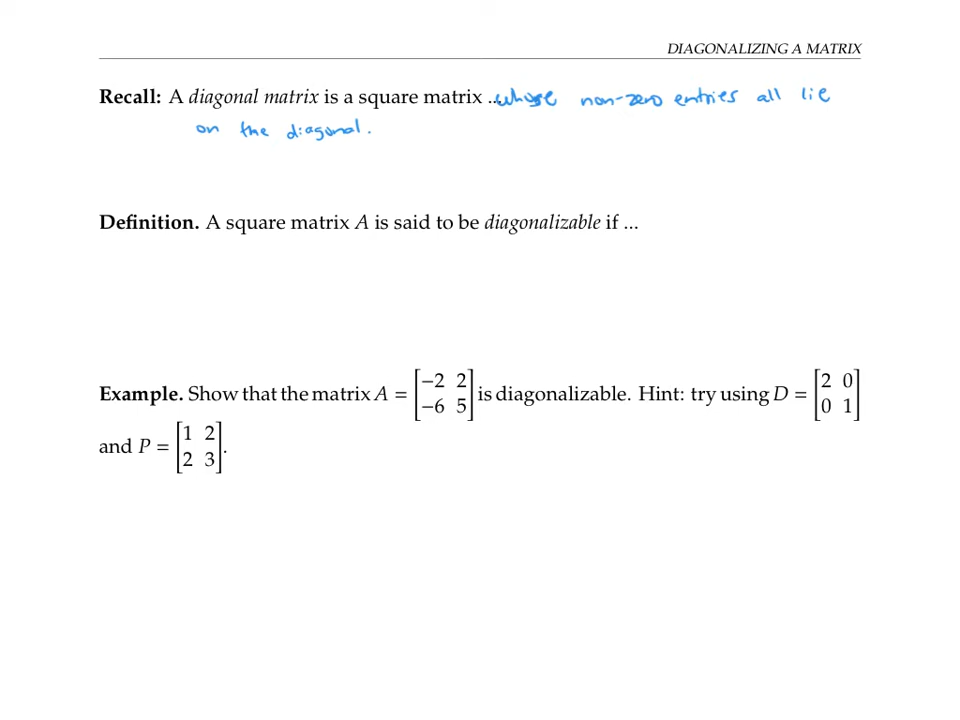 DIAGONALIZING A MATRIX
Recall: A diagonal matrix is a square matrix ... whose non-zero entries all lie
on the diagonal.
Definition. A square matrix A is said to be diagonalizable if ...
Example. Show that the matrix A = [−2 2; −6 5] is diagonalizable. Hint: try using D = [2 0; 0 1]
and P = [1 2; 2 3].